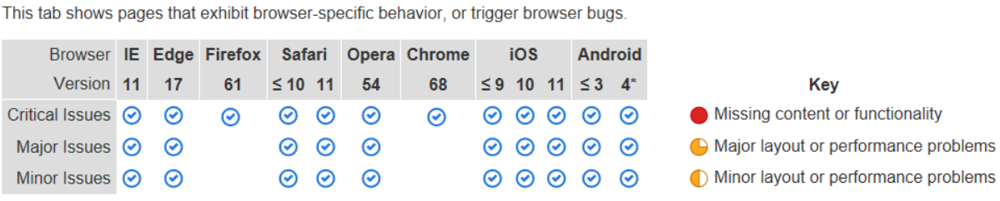 This tab shows pages that exhibit browser-specific behavior, or trigger browser bugs.
Browser IE Edge Firefox Safari Opera Chrome iOS Android
Version 11 17 61 ≤ 10 11 54 68 ≤ 9 10 11 ≤ 3 4*
Key
Critical Issues
Missing content or functionality
Major Issues
Major layout or performance problems
Minor Issues
Minor layout or performance problems